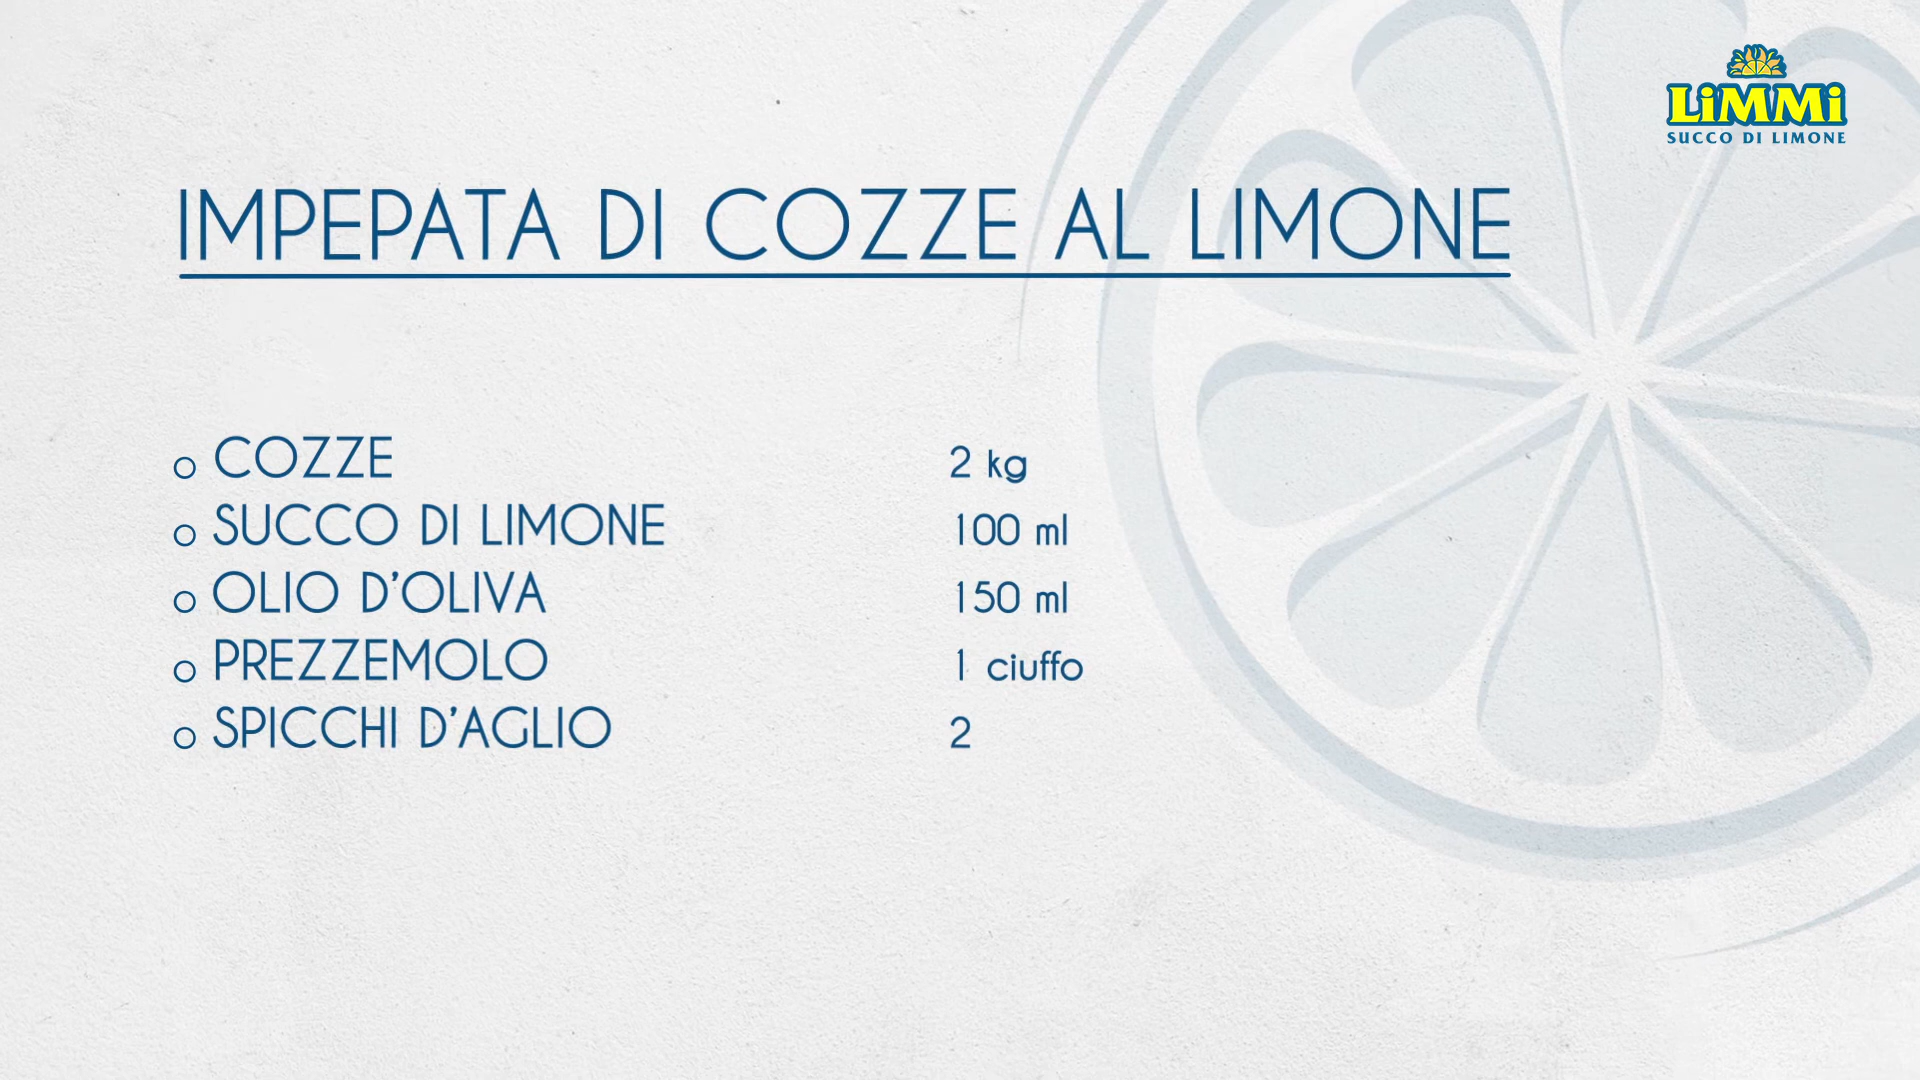 LiMMi
SUCCO DI LIMONE
IMPEPATA DI COZZE AL LIMONE
COZZE 2 kg
SUCCO DI LIMONE 100 ml
OLIO D'OLIVA 150 ml
PREZZEMOLO 1 ciuffo
SPICCHI D'AGLIO 2